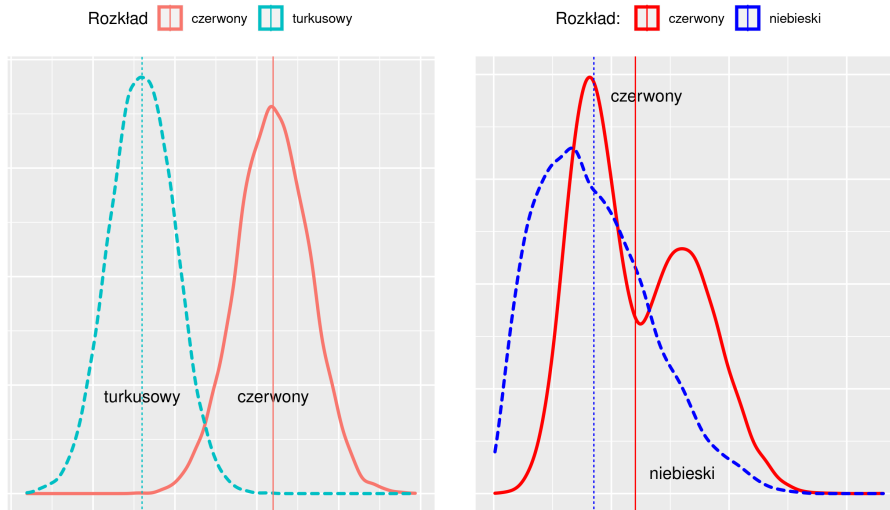 Rozkład czerwony turkusowy
turkusowy czerwony
Rozkład: czerwony niebieski
czerwony
niebieski